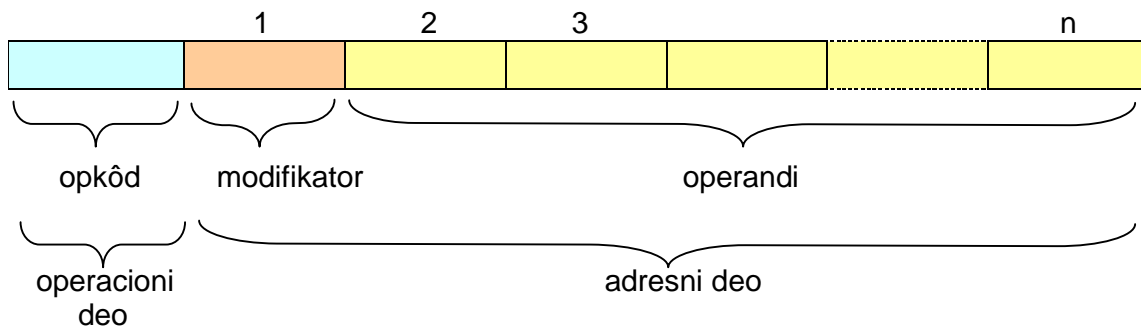 1 2 3 n
opkôd modifikator operandi
operacioni adresni deo
deo